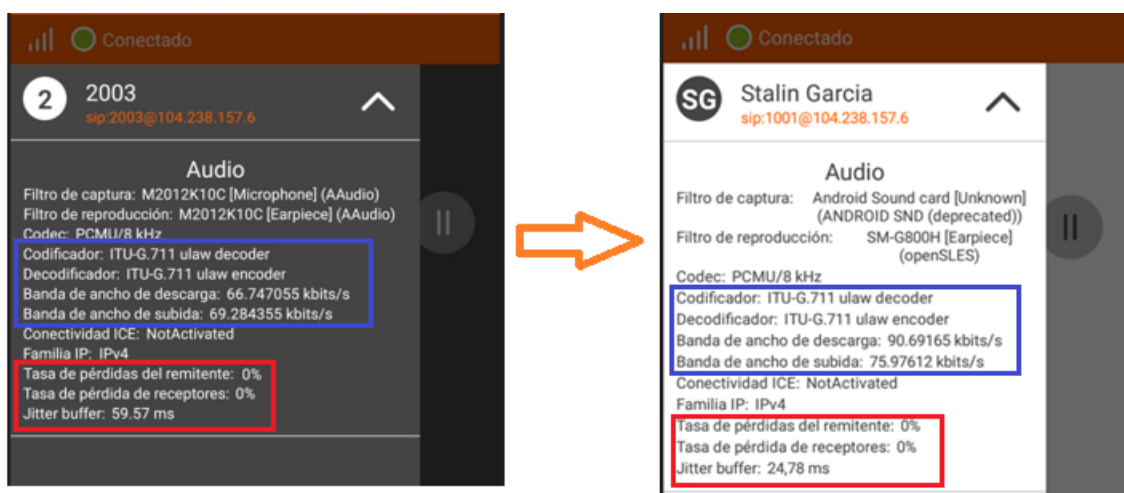 Conectado
2
2003
sip:2003@104.238.157.6
Audio
Filtro de captura: M2012K10C [Microphone] (AAudio)
Filtro de reproducción: M2012K10C [Earpiece] (AAudio)
Codec: PCMU/8 kHz
Codificador: ITU-G.711 ulaw decoder
Decodificador: ITU-G.711 ulaw encoder
Banda de ancho de descarga: 66.747055 kbits/s
Banda de ancho de subida: 69.284355 kbits/s
Conectividad ICE: NotActivated
Familia IP: IPv4
Tasa de pérdidas del remitente: 0%
Tasa de pérdida de receptores: 0%
Jitter buffer: 59.57 ms
Conectado
SG
Stalin Garcia
sip:1001@104.238.157.6
Audio
Filtro de captura: Android Sound card [Unknown]
(ANDROID SND (deprecated))
Filtro de reproducción: SM-G800H [Earpiece]
(openSLES)
Codec: PCMU/8 kHz
Codificador: ITU-G.711 ulaw decoder
Decodificador: ITU-G.711 ulaw encoder
Banda de ancho de descarga: 90.69165 kbits/s
Banda de ancho de subida: 75.97612 kbits/s
Conectividad ICE: NotActivated
Familia IP: IPv4
Tasa de pérdidas del remitente: 0%
Tasa de pérdida de receptores: 0%
Jitter buffer: 24,78 ms